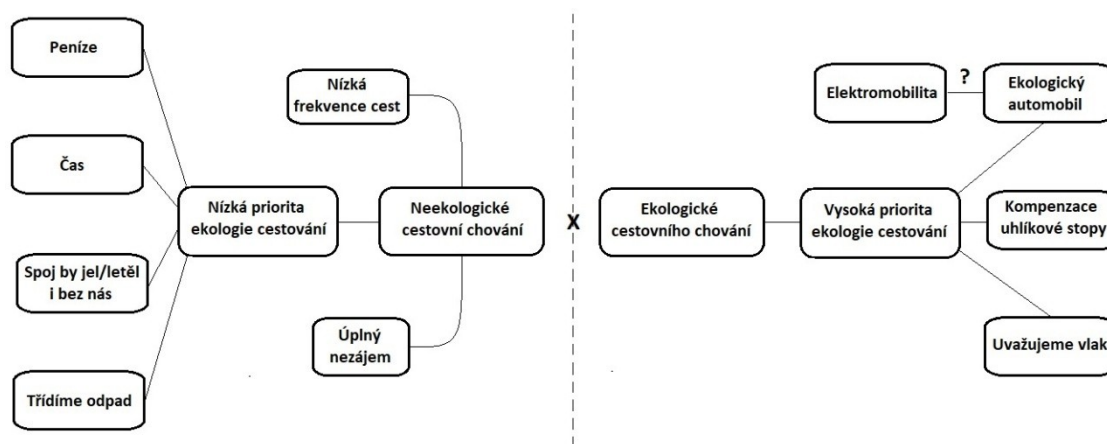 Peníze
Čas
Spoj by jel/letěl
i bez nás
Třídíme odpad
Nízká priorita
ekologie cestování
Nízká
frekvence cest
Neekologické
cestovní chování
Úplný
nezájem
X
Ekologické
cestovního chování
Vysoká priorita
ekologie cestování
Elektromobilita
?
Ekologický
automobil
Kompenzace
uhlíkové stopy
Uvažujeme vlak